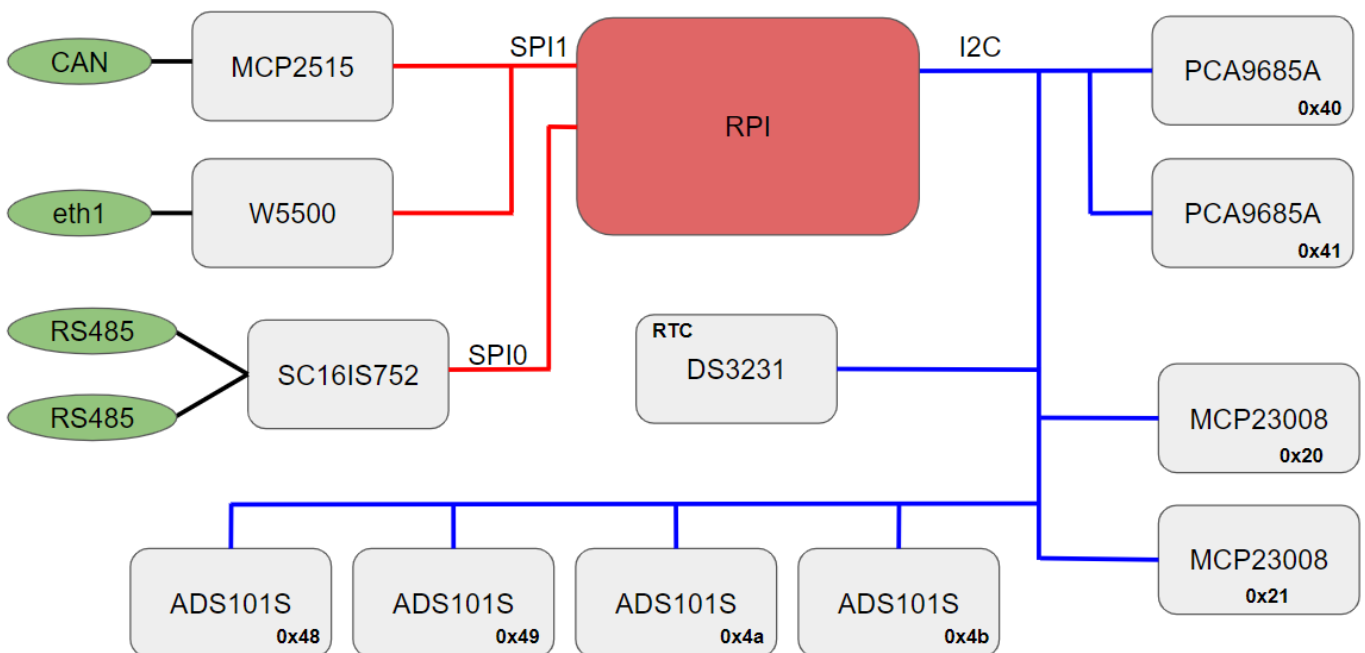 CAN
MCP2515
SPI1
RPI
I2C
PCA9685A
0x40
eth1
W5500
PCA9685A
0x41
RS485
RS485
SC16IS752
SPI0
RTC
DS3231
MCP23008
0x20
MCP23008
0x21
ADS101S
0x48
ADS101S
0x49
ADS101S
0x4a
ADS101S
0x4b